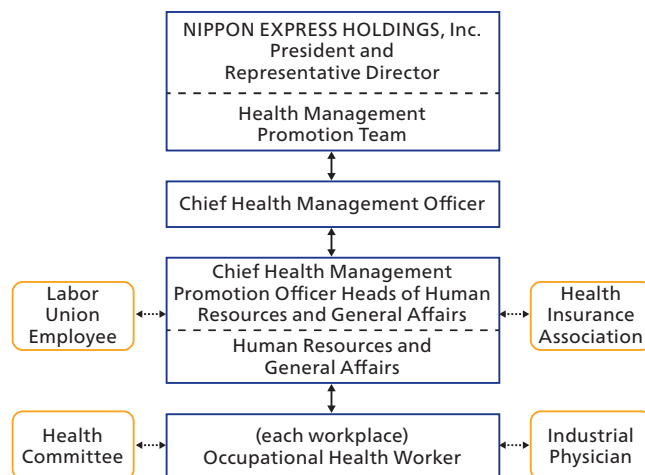 NIPPON EXPRESS HOLDINGS, Inc.
President and
Representative Director
Health Management
Promotion Team
Chief Health Management Officer
Labor
Union
Employee
Chief Health Management
Promotion Officer Heads of Human
Resources and General Affairs
Human Resources and
General Affairs
Health
Insurance
Association
Health
Committee
(each workplace)
Occupational Health Worker
Industrial
Physician